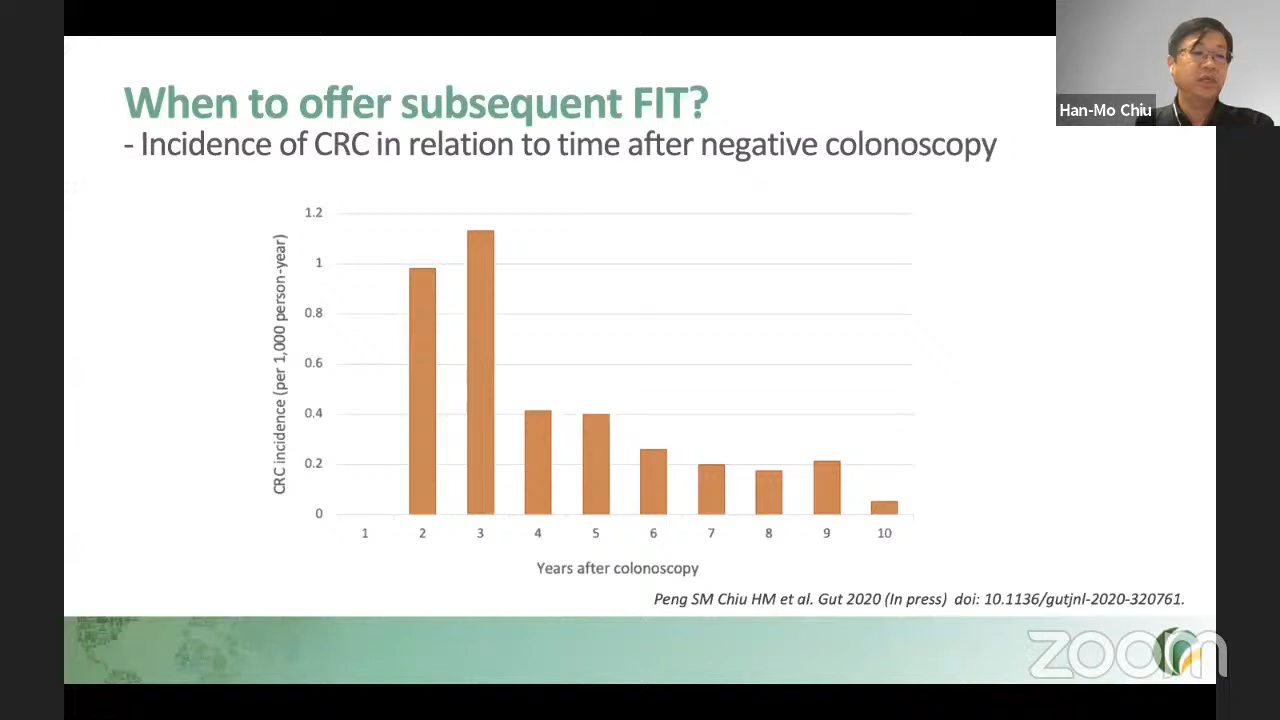 Han-Mo Chiu
When to offer subsequent FIT?
- Incidence of CRC in relation to time after negative colonoscopy
CRC incidence (per 1,000 person-year)
1.2
1
0.8
0.6
0.4
0.2
0
1 2 3 4 5 6 7 8 9 10
Years after colonoscopy
Peng SM Chiu HM et al. Gut 2020 (In press) doi: 10.1136/gutjnl-2020-320761.
zoom